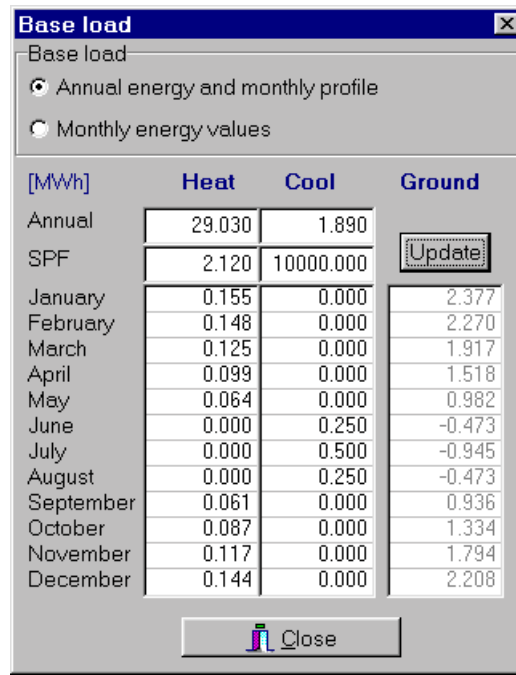 Base load
Base load
Annual energy and monthly profile
Monthly energy values
[MWh] Heat Cool Ground
Annual 29.030 1.890
SPF 2.120 10000.000 Update
January 0.155 0.000 2.377
February 0.148 0.000 2.270
March 0.125 0.000 1.917
April 0.099 0.000 1.518
May 0.064 0.000 0.982
June 0.000 0.250 -0.473
July 0.000 0.500 -0.945
August 0.000 0.250 -0.473
September 0.061 0.000 0.936
October 0.087 0.000 1.334
November 0.117 0.000 1.794
December 0.144 0.000 2.208
Close